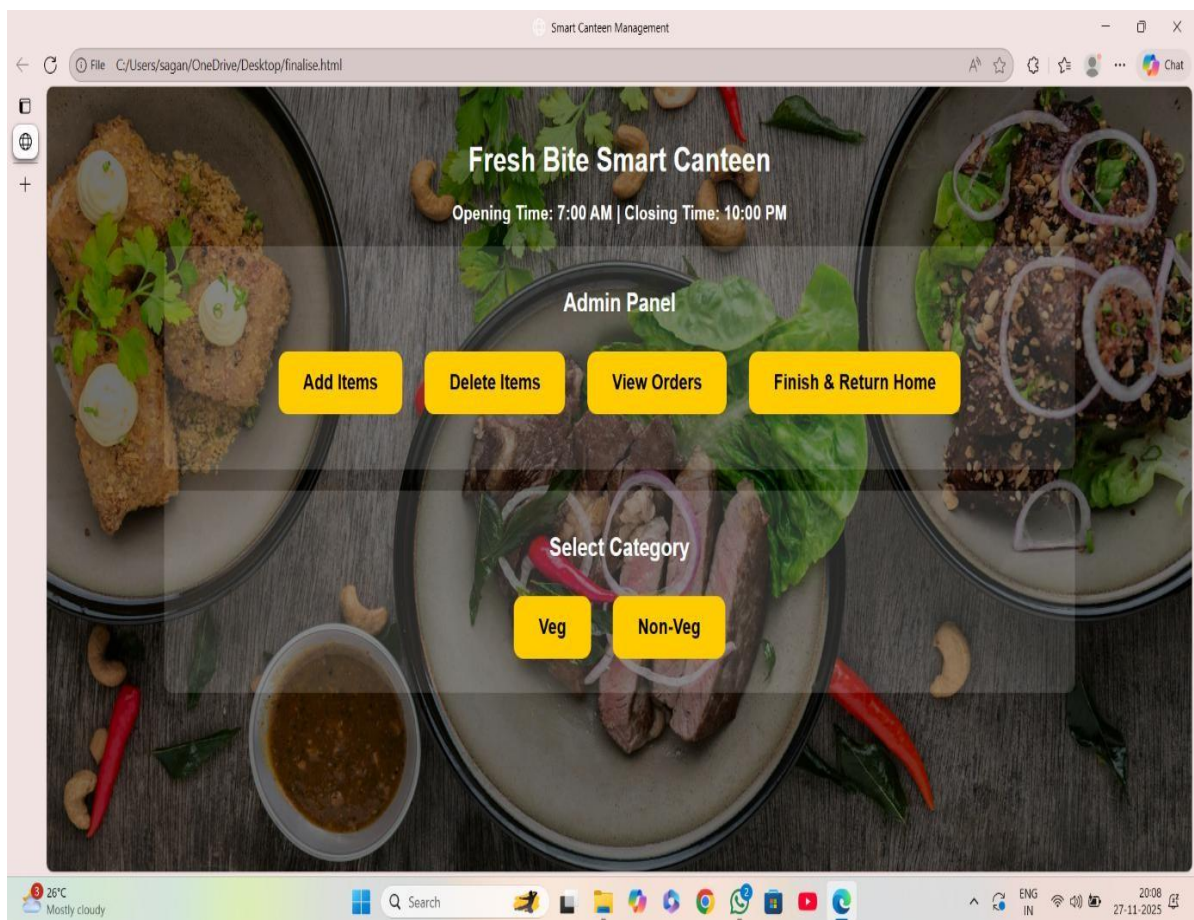 Smart Canteen Management
File C:/Users/sagan/OneDrive/Desktop/finalise.html
Chat
Fresh Bite Smart Canteen
Opening Time: 7:00 AM | Closing Time: 10:00 PM
Admin Panel
Add Items Delete Items View Orders Finish & Return Home
Select Category
Veg Non-Veg
3 26°C
Mostly cloudy
Search
2
ENG
IN
20:08
27-11-2025